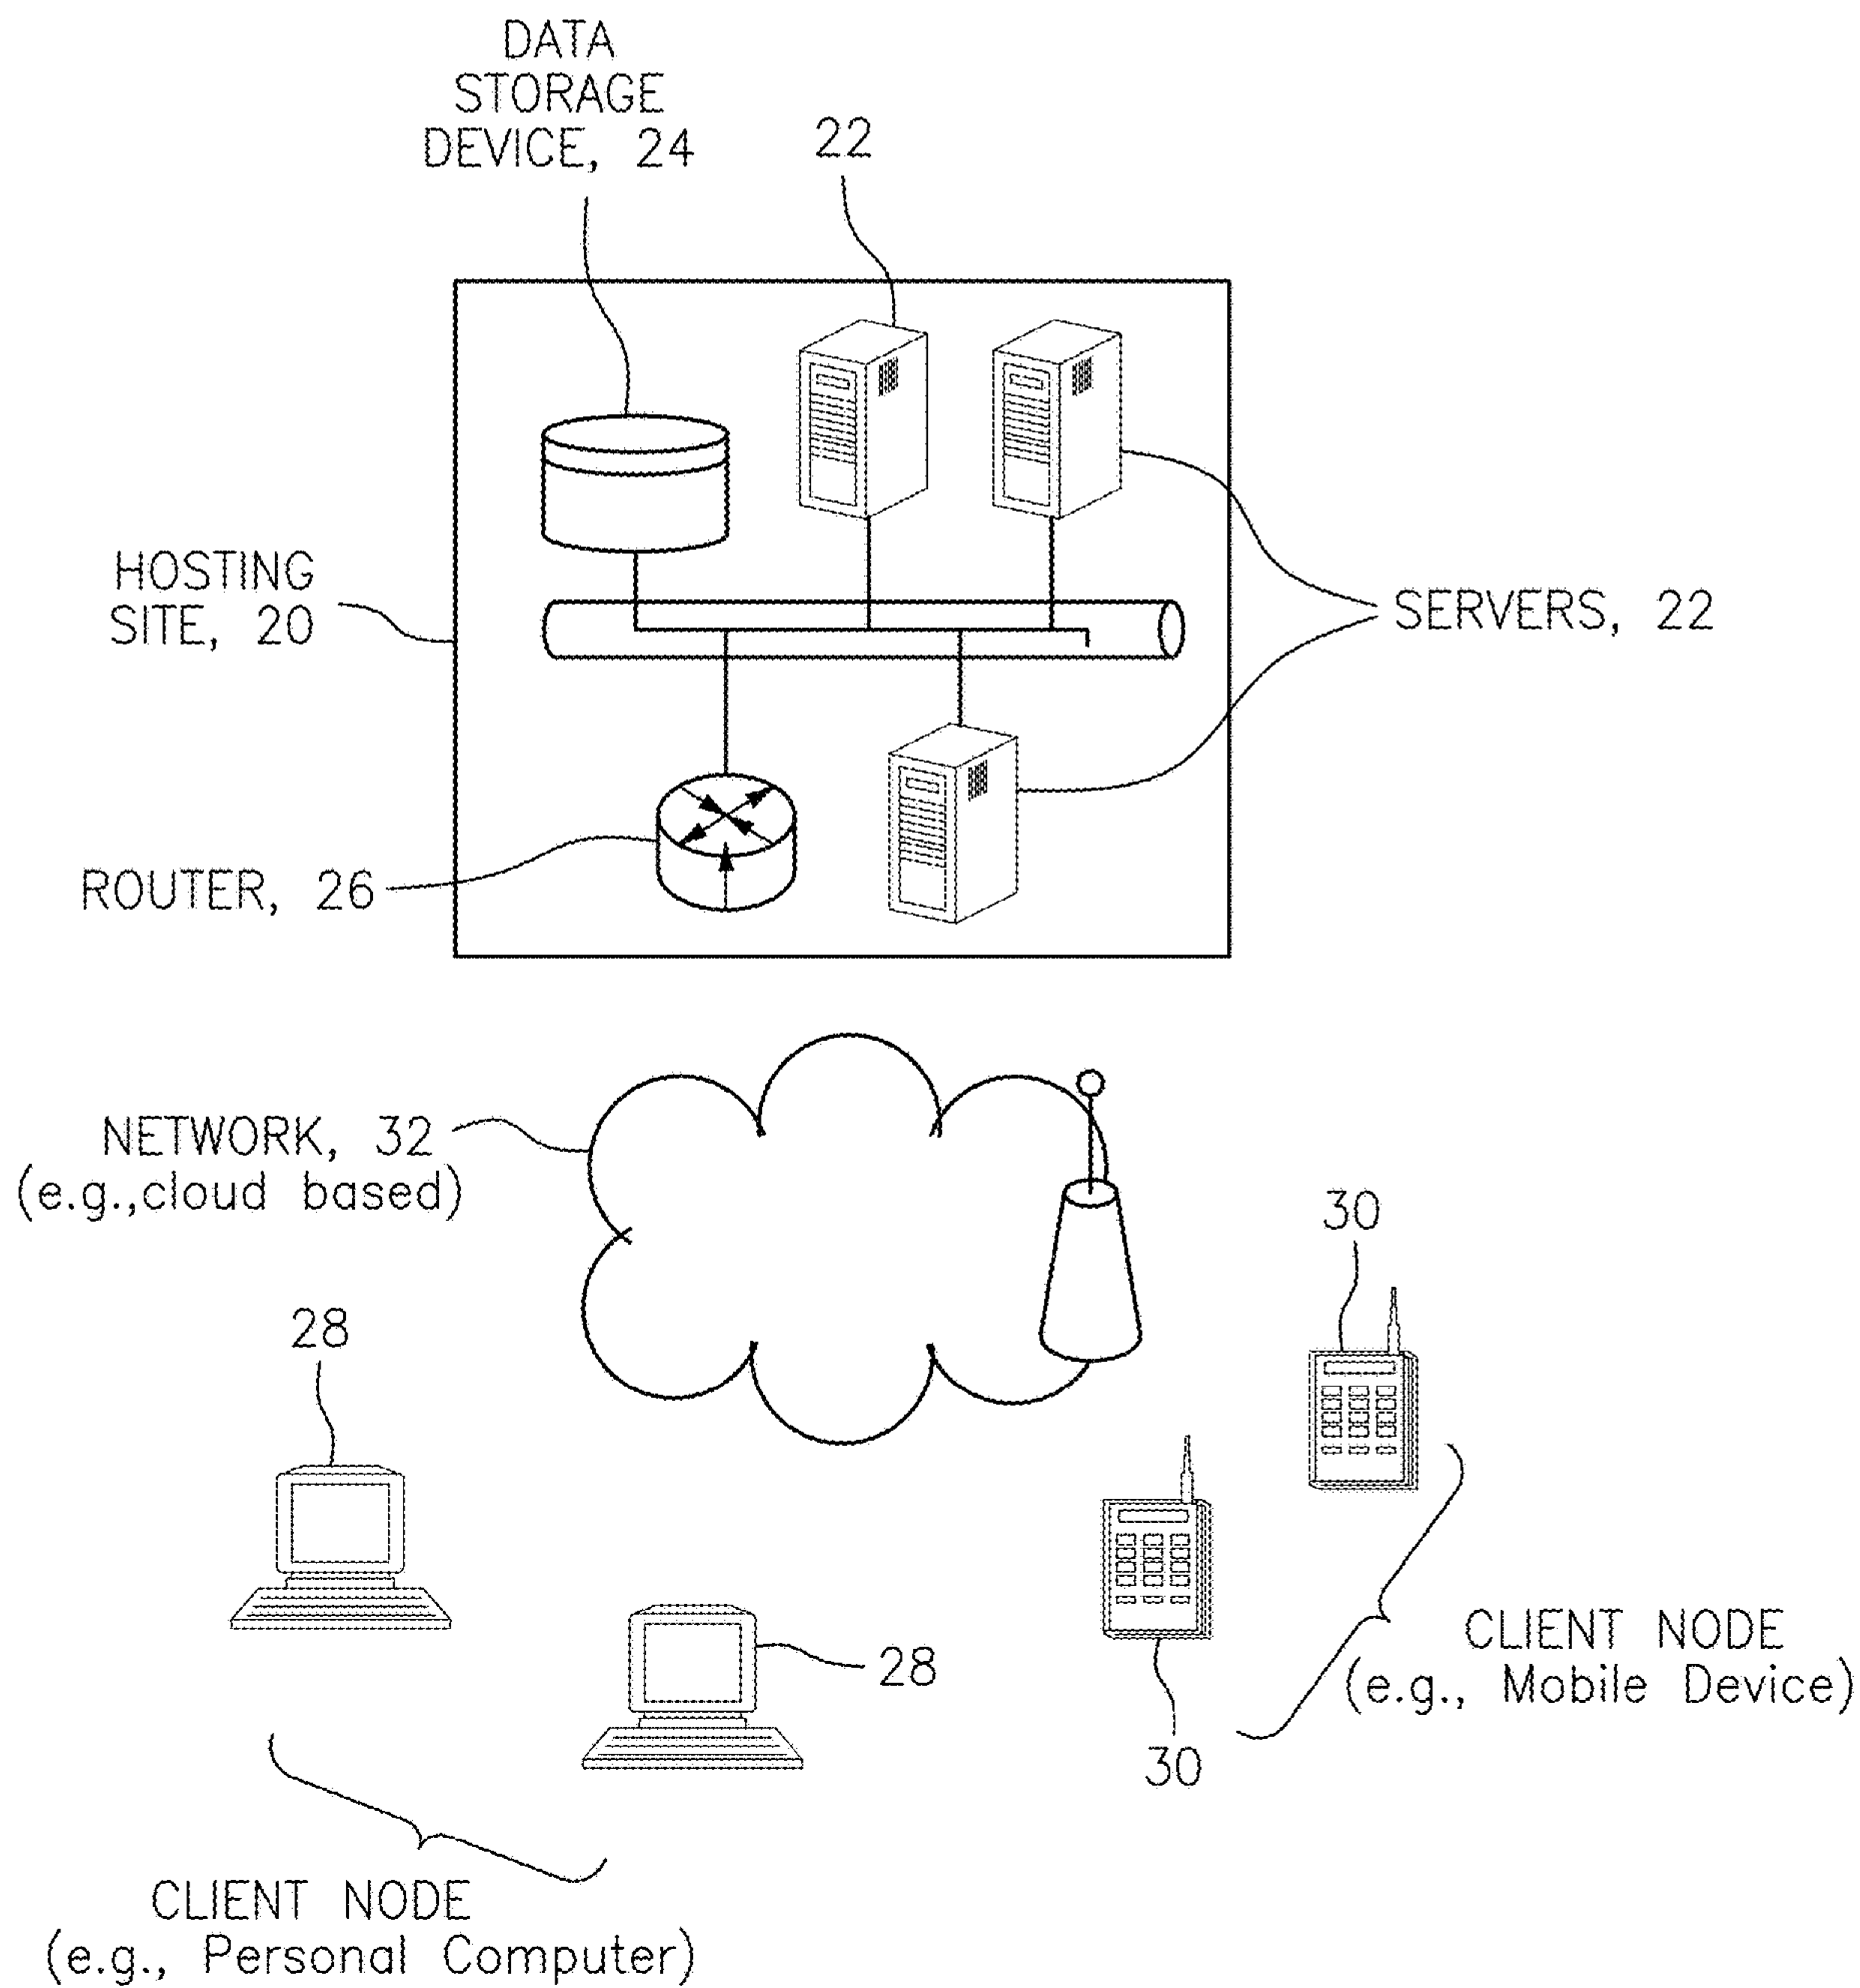 DATA
STORAGE
DEVICE, 24
22
HOSTING
SITE, 20
SERVERS, 22
ROUTER, 26
NETWORK, 32
(e.g.,cloud based)
30
28
28
30
CLIENT NODE
(e.g., Mobile Device)
CLIENT NODE
(e.g., Personal Computer)